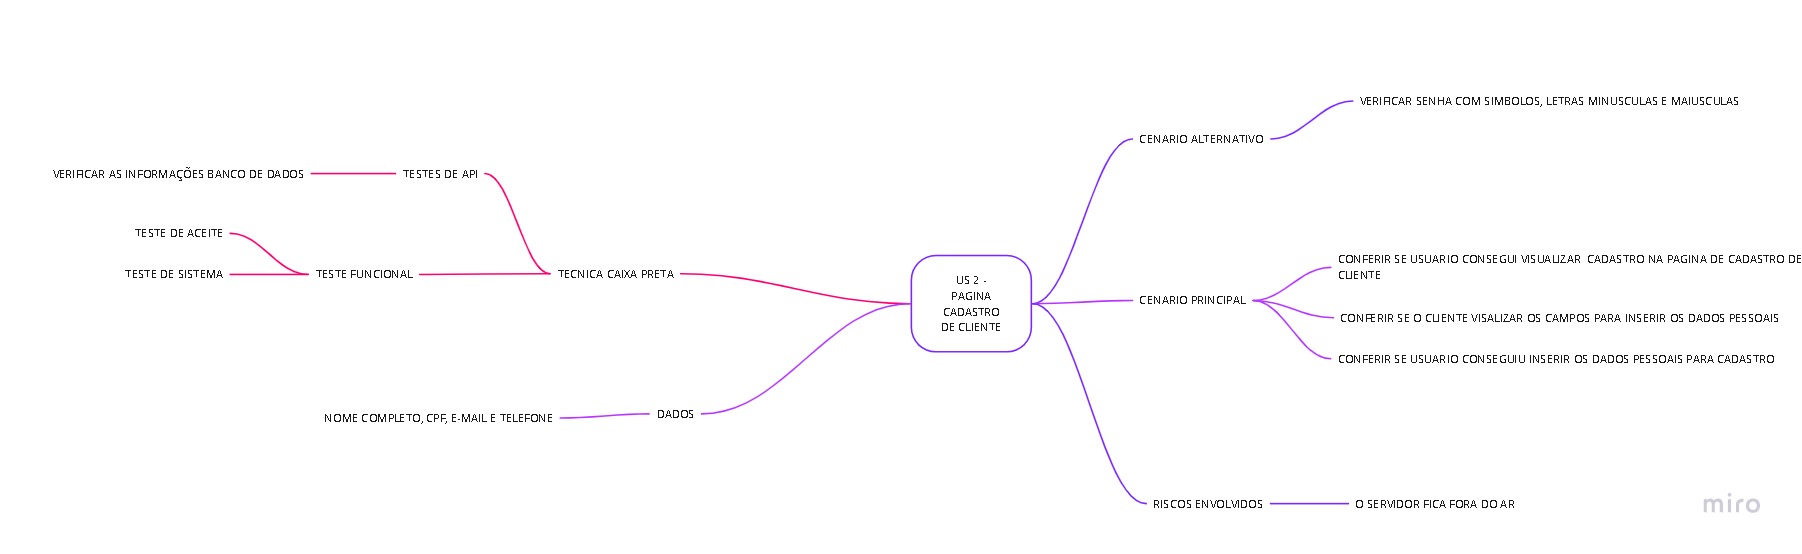 VERIFICAR SENHA COM SIMBOLOS, LETRAS MINUSCULAS E MAIUSCULAS
CENARIO ALTERNATIVO
VERIFICAR AS INFORMAÇÕES BANCO DE DADOS
TESTES DE API
TESTE DE ACEITE
TESTE DE SISTEMA
TESTE FUNCIONAL
TECNICA CAIXA PRETA
US 2 -
PAGINA
CADASTRO
DE CLIENTE
CENARIO PRINCIPAL
CONFERIR SE USUARIO CONSEGUI VISUALIZAR CADASTRO NA PAGINA DE CADASTRO DE
CLIENTE
CONFERIR SE O CLIENTE VISALIZAR OS CAMPOS PARA INSERIR OS DADOS PESSOAIS
CONFERIR SE USUARIO CONSEGUIU INSERIR OS DADOS PESSOAIS PARA CADASTRO
NOME COMPLETO, CPF, E-MAIL E TELEFONE
DADOS
RISCOS ENVOLVIDOS
O SERVIDOR FICA FORA DO AR
miro